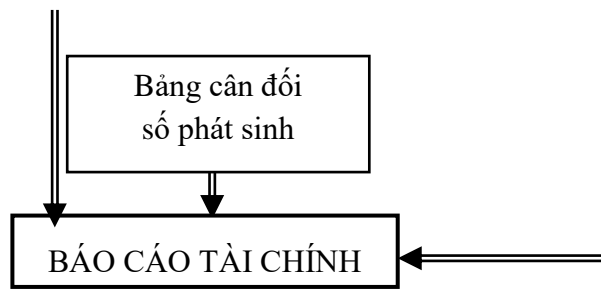 Bảng cân đối
số phát sinh
BÁO CÁO TÀI CHÍNH